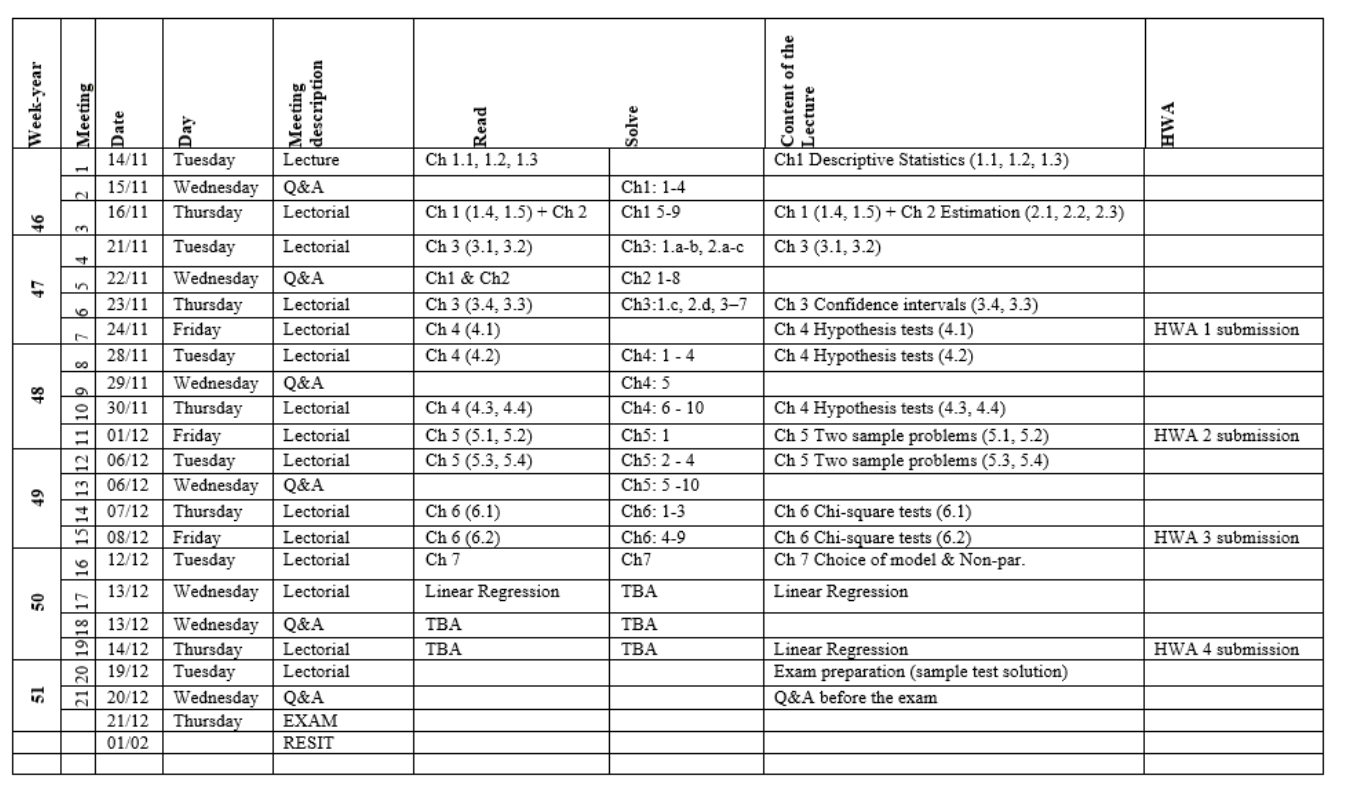 Week-year Meeting Date Day Meeting description Read Solve Content of the Lecture HWA
46 1 14/11 Tuesday Lecture Ch 1.1, 1.2, 1.3 Ch1 Descriptive Statistics (1.1, 1.2, 1.3)
2 15/11 Wednesday Q&A Ch1: 1-4
3 16/11 Thursday Lectorial Ch 1 (1.4, 1.5) + Ch 2 Ch1 5-9 Ch 1 (1.4, 1.5) + Ch 2 Estimation (2.1, 2.2, 2.3)
47 4 21/11 Tuesday Lectorial Ch 3 (3.1, 3.2) Ch3: 1.a-b, 2.a-c Ch 3 (3.1, 3.2)
5 22/11 Wednesday Q&A Ch1 & Ch2 Ch2 1-8
6 23/11 Thursday Lectorial Ch 3 (3.4, 3.3) Ch3:1.c, 2.d, 3–7 Ch 3 Confidence intervals (3.4, 3.3)
7 24/11 Friday Lectorial Ch 4 (4.1) Ch 4 Hypothesis tests (4.1) HWA 1 submission
48 8 28/11 Tuesday Lectorial Ch 4 (4.2) Ch4: 1 - 4 Ch 4 Hypothesis tests (4.2)
9 29/11 Wednesday Q&A Ch4: 5
10 30/11 Thursday Lectorial Ch 4 (4.3, 4.4) Ch4: 6 - 10 Ch 4 Hypothesis tests (4.3, 4.4)
11 01/12 Friday Lectorial Ch 5 (5.1, 5.2) Ch5: 1 Ch 5 Two sample problems (5.1, 5.2) HWA 2 submission
49 12 06/12 Tuesday Lectorial Ch 5 (5.3, 5.4) Ch5: 2 - 4 Ch 5 Two sample problems (5.3, 5.4)
13 06/12 Wednesday Q&A Ch5: 5 -10
14 07/12 Thursday Lectorial Ch 6 (6.1) Ch6: 1-3 Ch 6 Chi-square tests (6.1)
15 08/12 Friday Lectorial Ch 6 (6.2) Ch6: 4-9 Ch 6 Chi-square tests (6.2) HWA 3 submission
50 16 12/12 Tuesday Lectorial Ch 7 Ch7 Ch 7 Choice of model & Non-par.
17 13/12 Wednesday Lectorial Linear Regression TBA Linear Regression
18 13/12 Wednesday Q&A TBA TBA
19 14/12 Thursday Lectorial TBA TBA Linear Regression HWA 4 submission
51 20 19/12 Tuesday Lectorial Exam preparation (sample test solution)
21 20/12 Wednesday Q&A Q&A before the exam
21/12 Thursday EXAM
01/02 RESIT